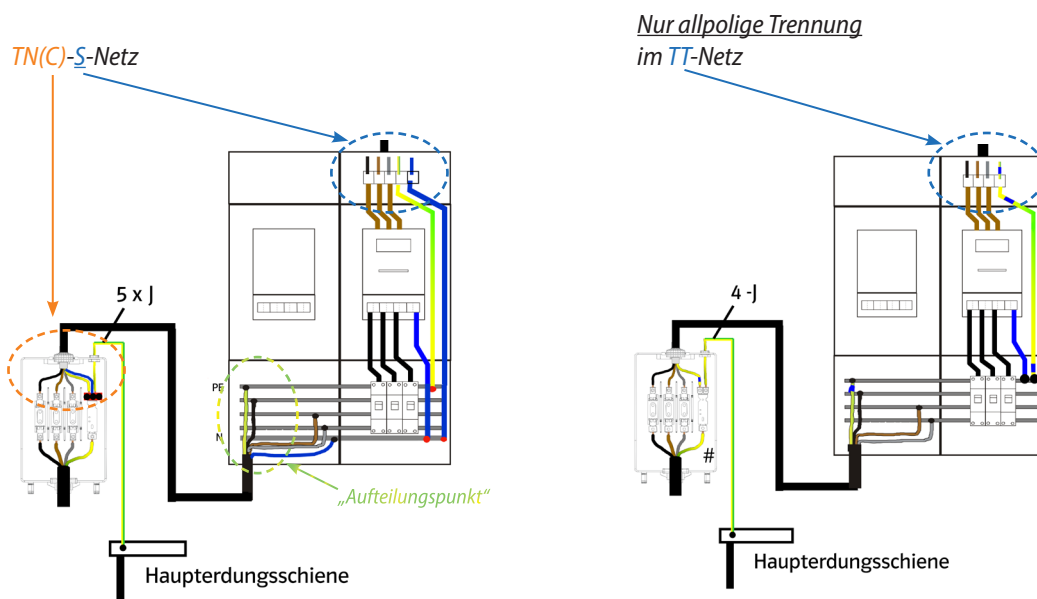 TN(C)-S-Netz
Nur allpolige Trennung
im TT-Netz
5 x J
PE
N
„Aufteilungspunkt“
Haupterdungsschiene
4 -J
#
Haupterdungsschiene